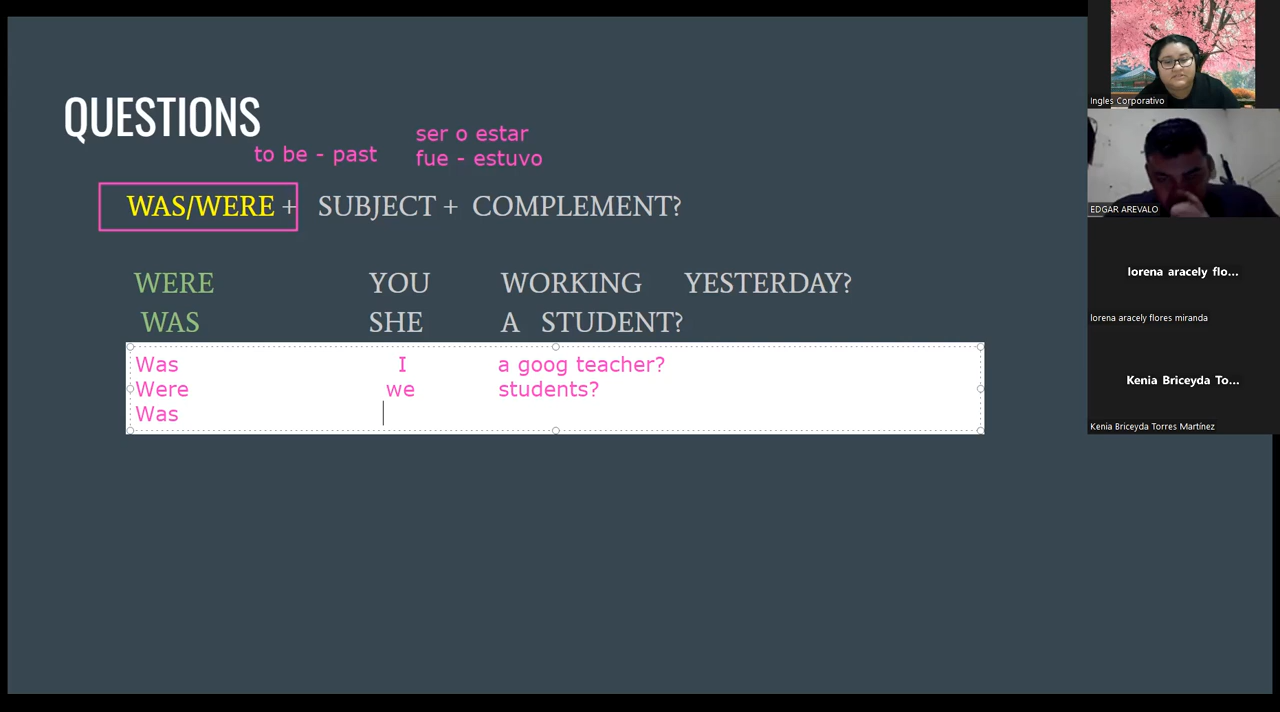 QUESTIONS
ser o estar
to be - past
fue - estuvo
WAS/WERE + SUBJECT + COMPLEMENT?
WERE YOU WORKING YESTERDAY?
WAS SHE A STUDENT?
Was I a goog teacher?
Were we students?
Was
Ingles Corporativo
EDGAR AREVALO
lorena aracely flo...
lorena aracely flores miranda
Kenia Briceyda To...
Kenia Briceyda Torres Martínez